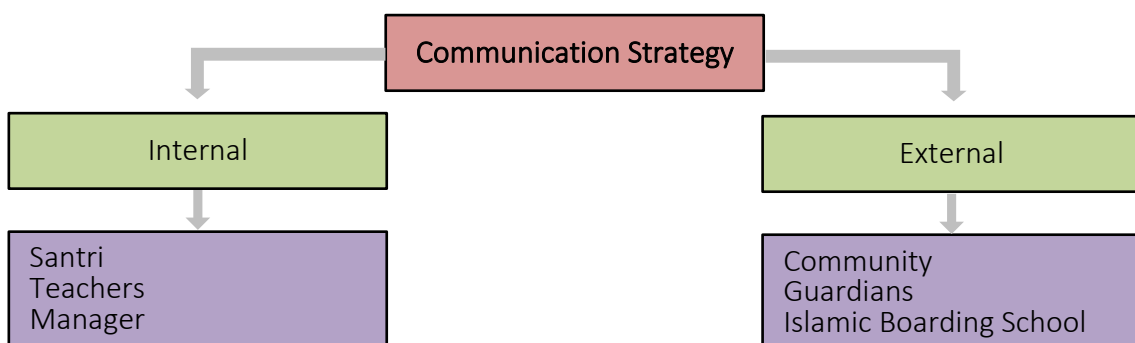 Communication Strategy
Internal
External
Santri
Teachers
Manager
Community
Guardians
Islamic Boarding School